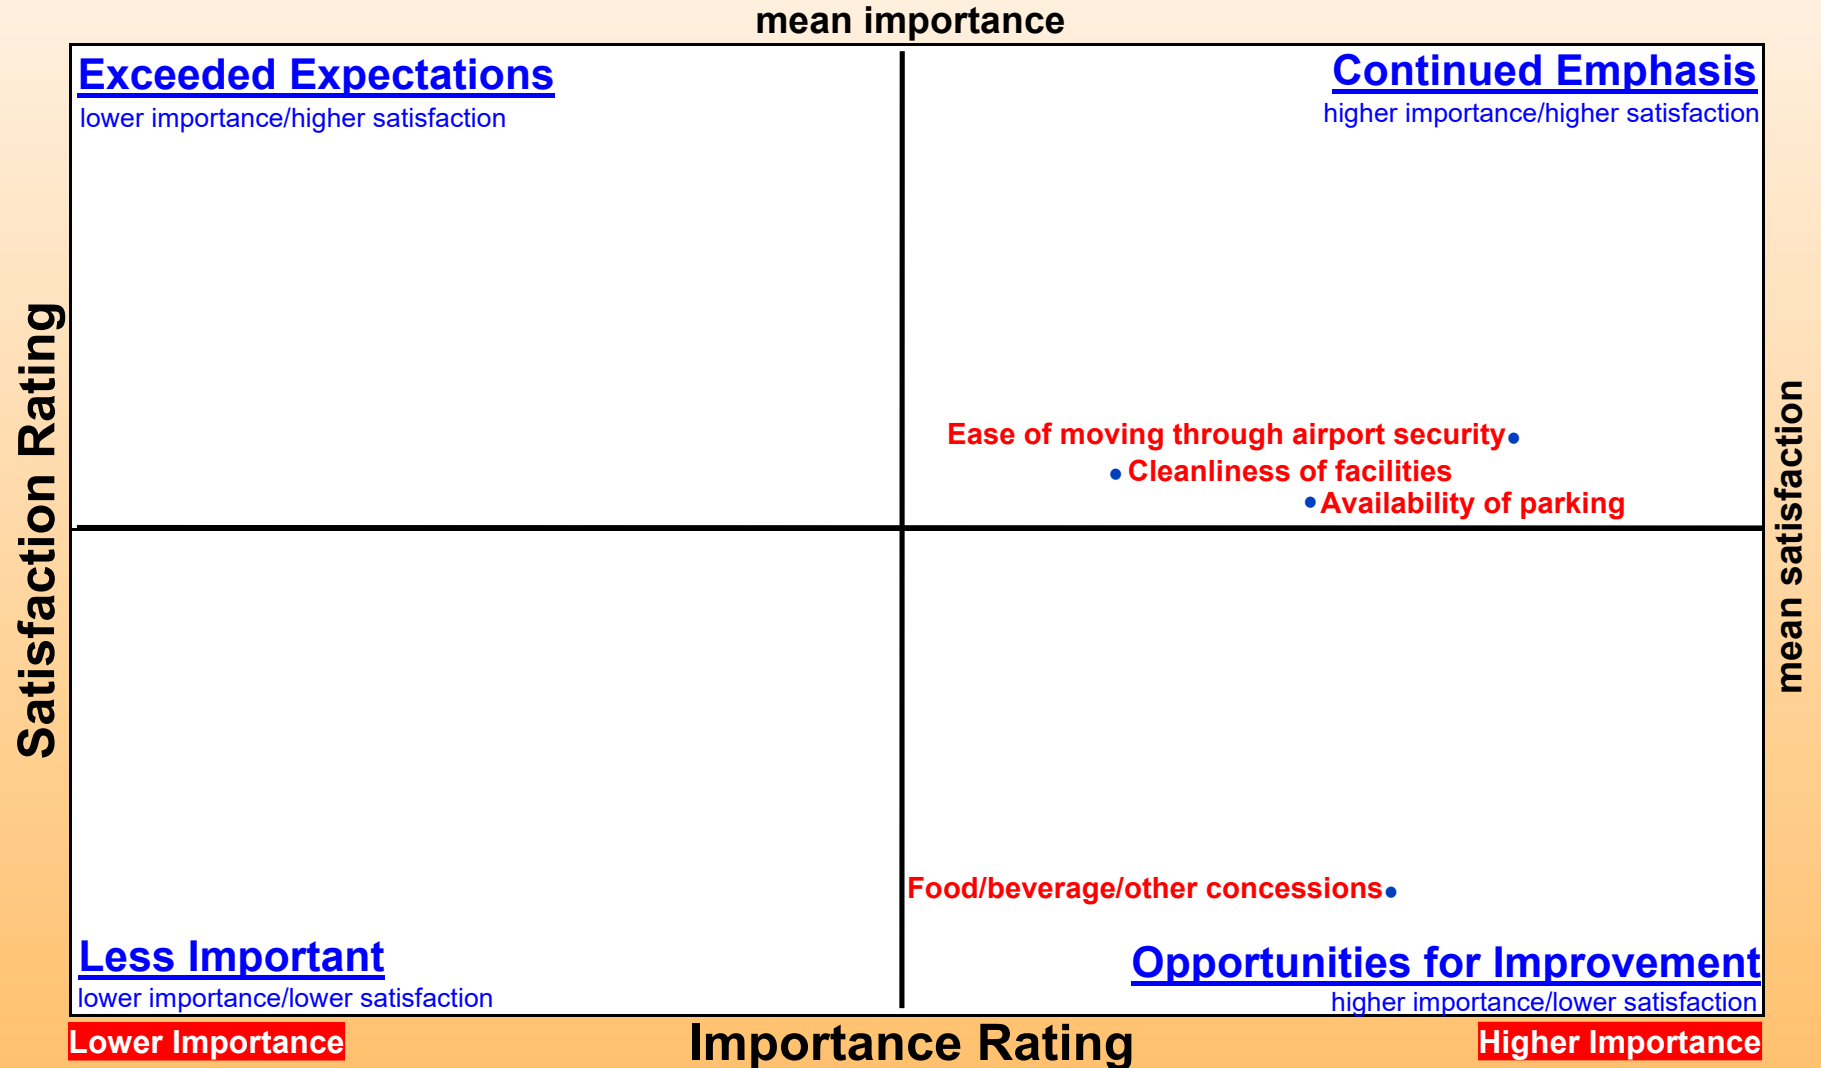 mean importance
Exceeded Expectations
lower importance/higher satisfaction
Continued Emphasis
higher importance/higher satisfaction
Satisfaction Rating
mean satisfaction
Ease of moving through airport security
Cleanliness of facilities
Availability of parking
Food/beverage/other concessions
Less Important
lower importance/lower satisfaction
Opportunities for Improvement
higher importance/lower satisfaction
Lower Importance
Importance Rating
Higher Importance